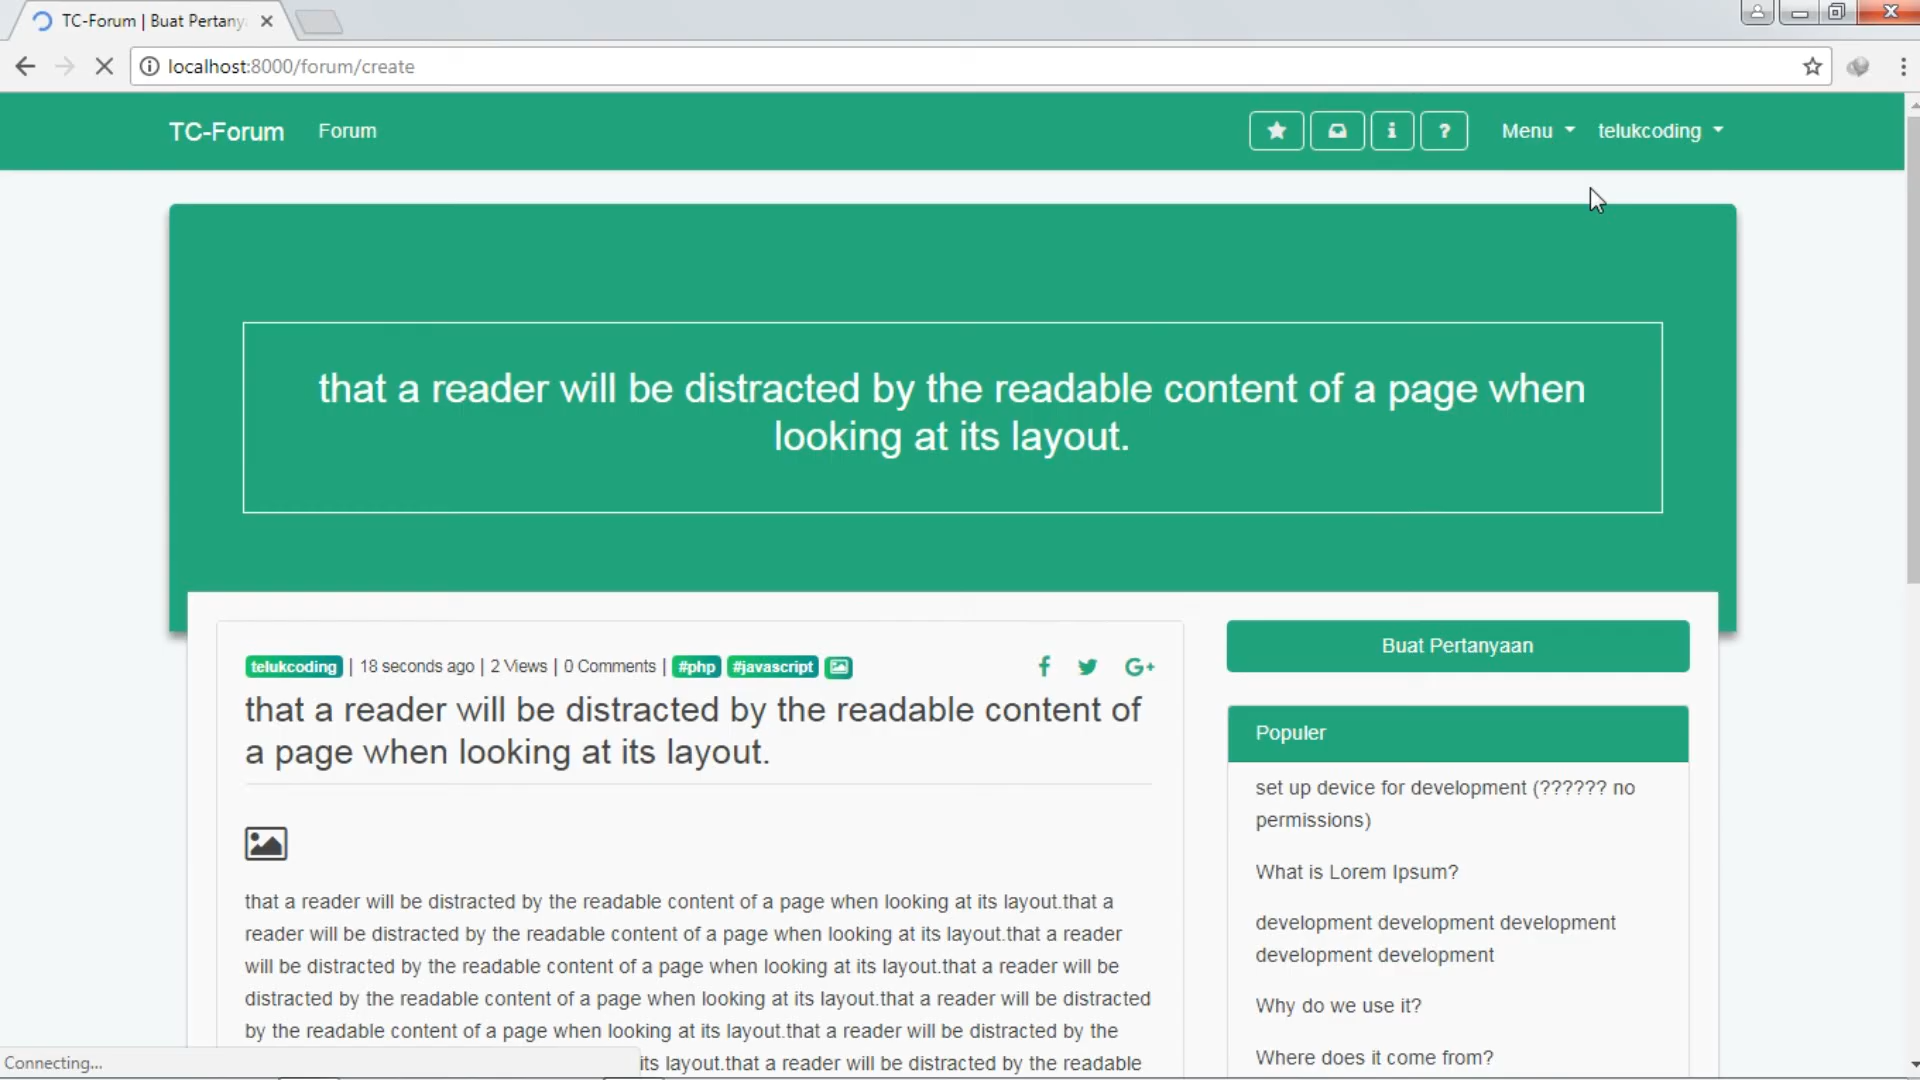 TC-Forum | Buat Pertany
localhost:8000/forum/create
TC-Forum Forum Menu telukcoding
that a reader will be distracted by the readable content of a page when
looking at its layout.
telukcoding | 18 seconds ago | 2 Views | 0 Comments | #php #javascript
that a reader will be distracted by the readable content of
a page when looking at its layout.
that a reader will be distracted by the readable content of a page when looking at its layout.that a
reader will be distracted by the readable content of a page when looking at its layout.that a reader
will be distracted by the readable content of a page when looking at its layout.that a reader will be
distracted by the readable content of a page when looking at its layout.that a reader will be distracted
by the readable content of a page when looking at its layout.that a reader will be distracted by the
its layout.that a reader will be distracted by the readable
Buat Pertanyaan
Populer
set up device for development (?????? no
permissions)
What is Lorem Ipsum?
development development development
development development
Why do we use it?
Where does it come from?
Connecting...